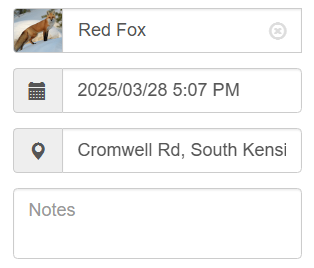 Red Fox
2025/03/28 5:07 PM
Cromwell Rd, South Kensi
Notes